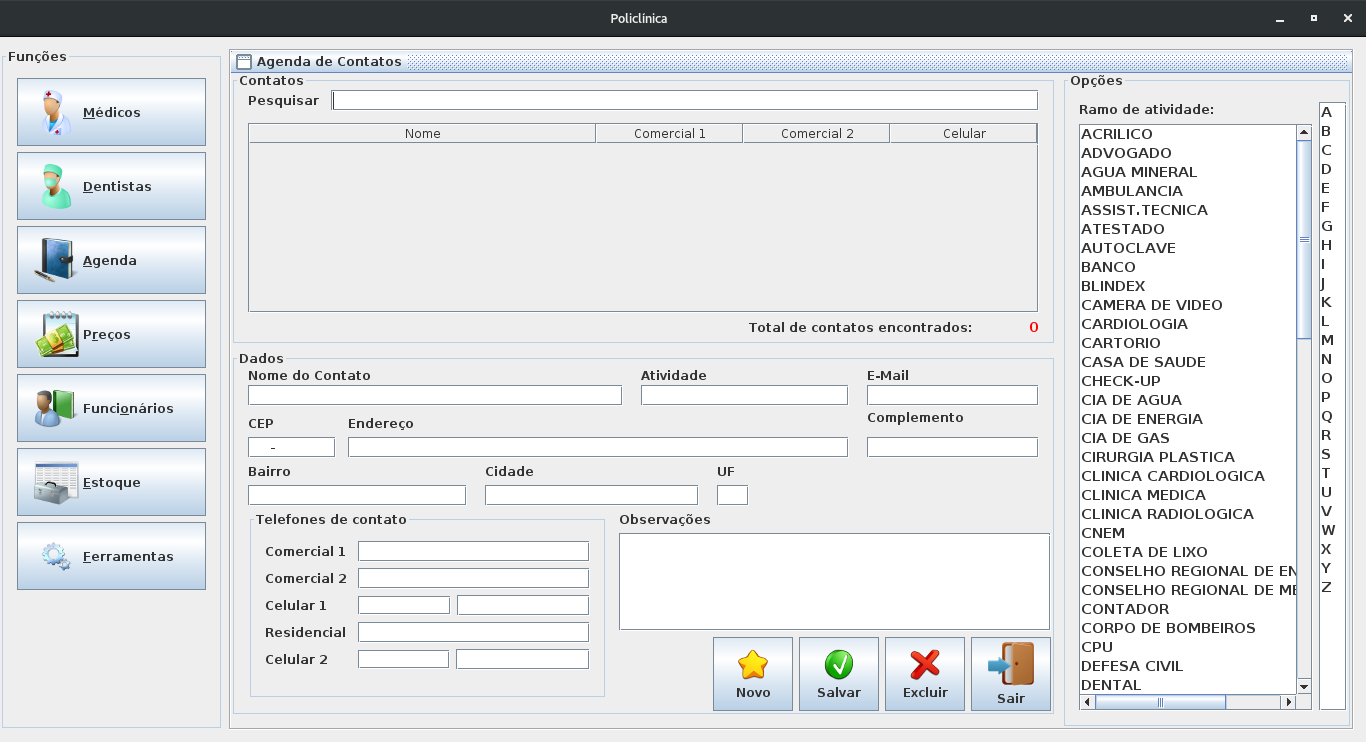 Policlínica
Funções
Médicos
Dentistas
Agenda
Preços
Funcionários
Estoque
Ferramentas
Agenda de Contatos
Contatos
Pesquisar
Nome Comercial 1 Comercial 2 Celular
Total de contatos encontrados: 0
Dados
Nome do Contato Atividade E-Mail
CEP Endereço Complemento
-
Bairro Cidade UF
Telefones de contato
Comercial 1
Comercial 2
Celular 1
Residencial
Celular 2
Observações
Novo Salvar Excluir Sair
Opções
Ramo de atividade:
ACRILICO
ADVOGADO
AGUA MINERAL
AMBULANCIA
ASSIST.TECNICA
ATESTADO
AUTOCLAVE
BANCO
BLINDEX
CAMERA DE VIDEO
CARDIOLOGIA
CARTORIO
CASA DE SAUDE
CHECK-UP
CIA DE AGUA
CIA DE ENERGIA
CIA DE GAS
CIRURGIA PLASTICA
CLINICA CARDIOLOGICA
CLINICA MEDICA
CLINICA RADIOLOGICA
CNEM
COLETA DE LIXO
CONSELHO REGIONAL DE EN
CONSELHO REGIONAL DE ME
CONTADOR
CORPO DE BOMBEIROS
CPU
DEFESA CIVIL
DENTAL
A
B
C
D
E
F
G
H
I
J
K
L
M
N
O
P
Q
R
S
T
U
V
W
X
Y
Z